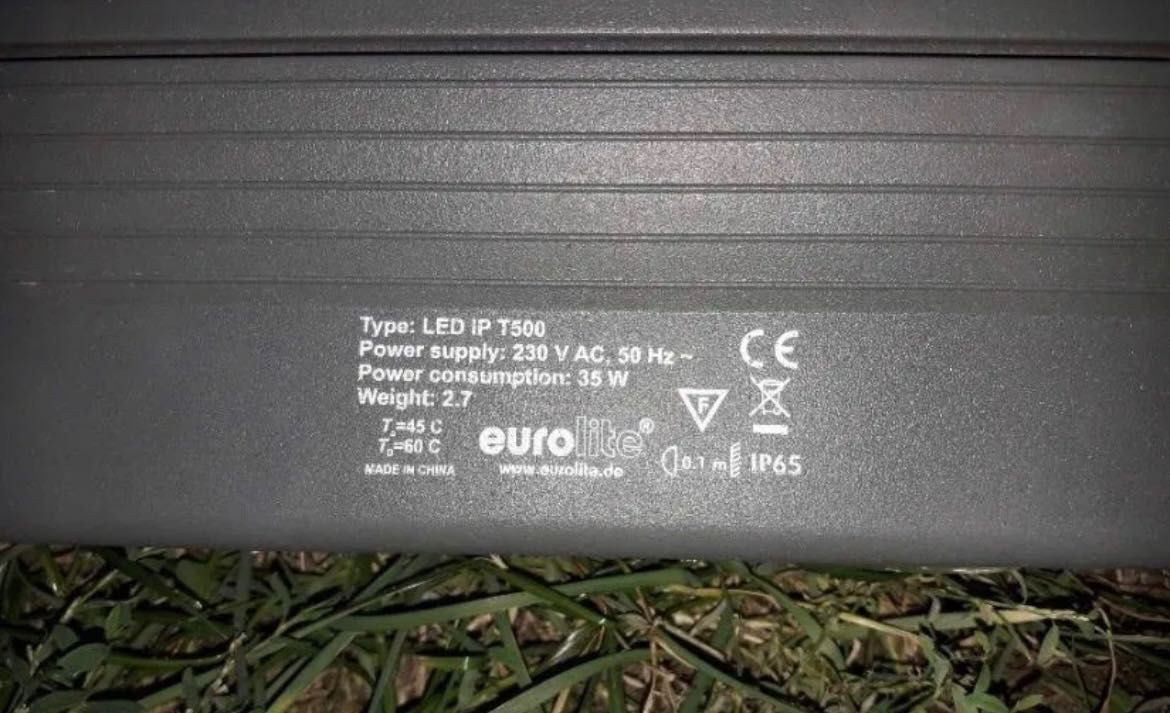 Type: LED IP T500
Power supply: 230 V AC, 50 Hz ~
Power consumption: 35 W
Weight: 2.7
Tₐ=45 C
T₀=60 C
MADE IN CHINA
eurolite®
www.eurolite.de
CE
F
0.1 m
IP65